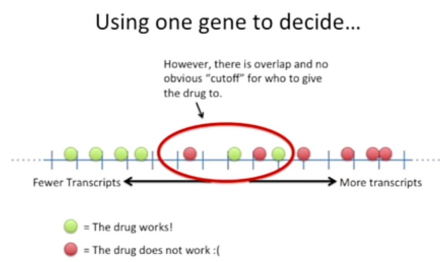 Using one gene to decide...
However, there is overlap and no
obvious "cutoff" for who to give
the drug to.
Fewer Transcripts
More transcripts
= The drug works!
= The drug does not work :(